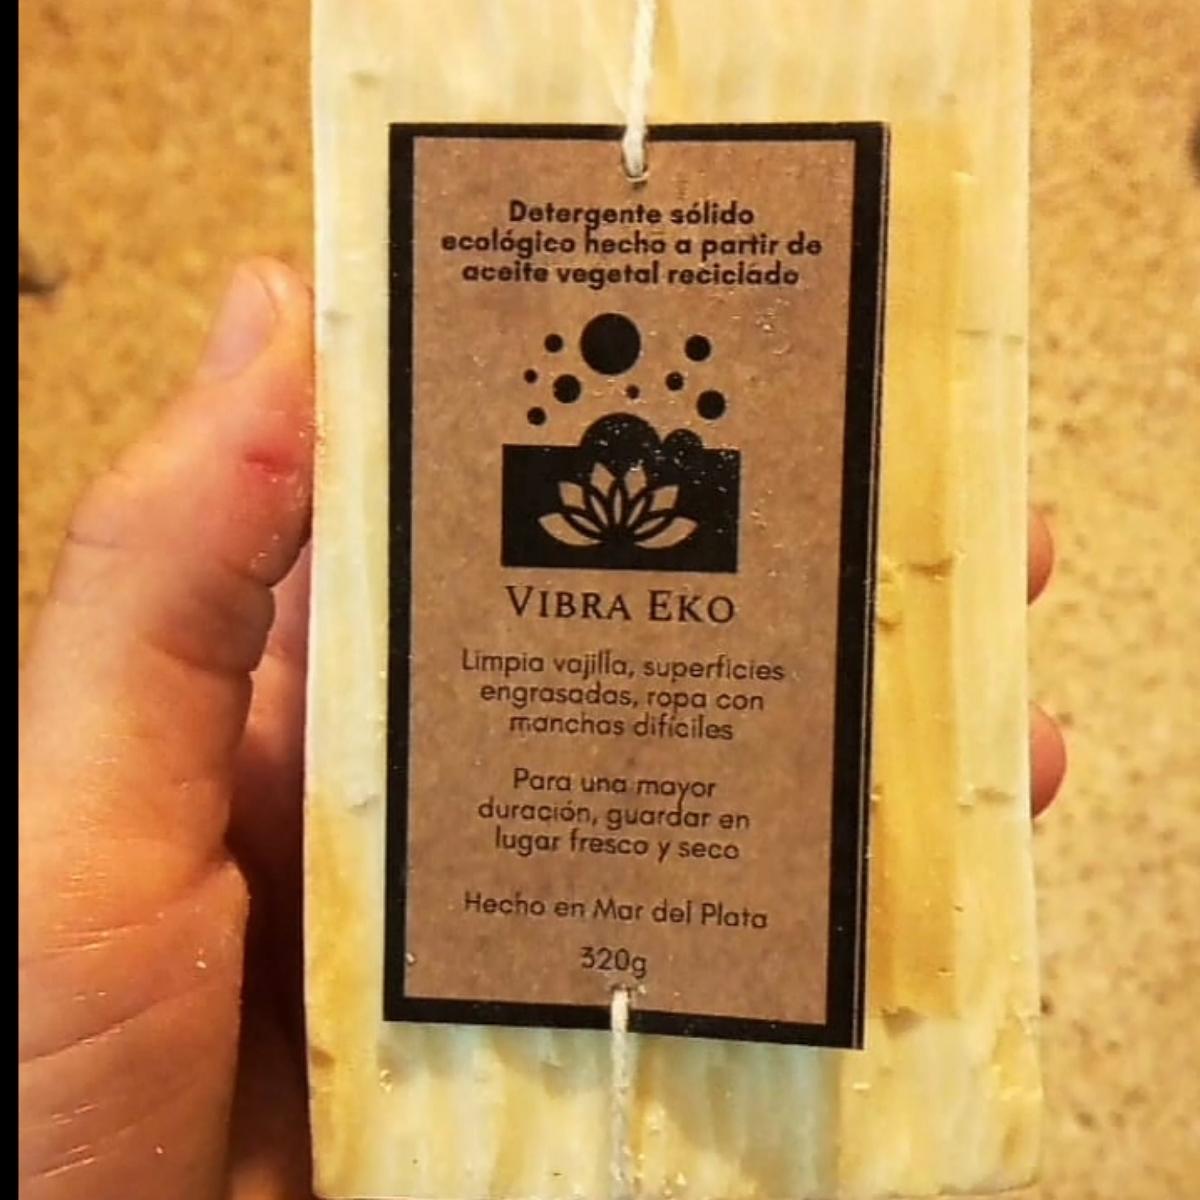 Detergente sólido
ecológico hecho a partir de
aceite vegetal reciclado
VIBRA EKO
Limpia vajilla, superficies
engrasadas, ropa con
manchas difíciles
Para una mayor
duración, guardar en
lugar fresco y seco
Hecho en Mar del Plata
320g